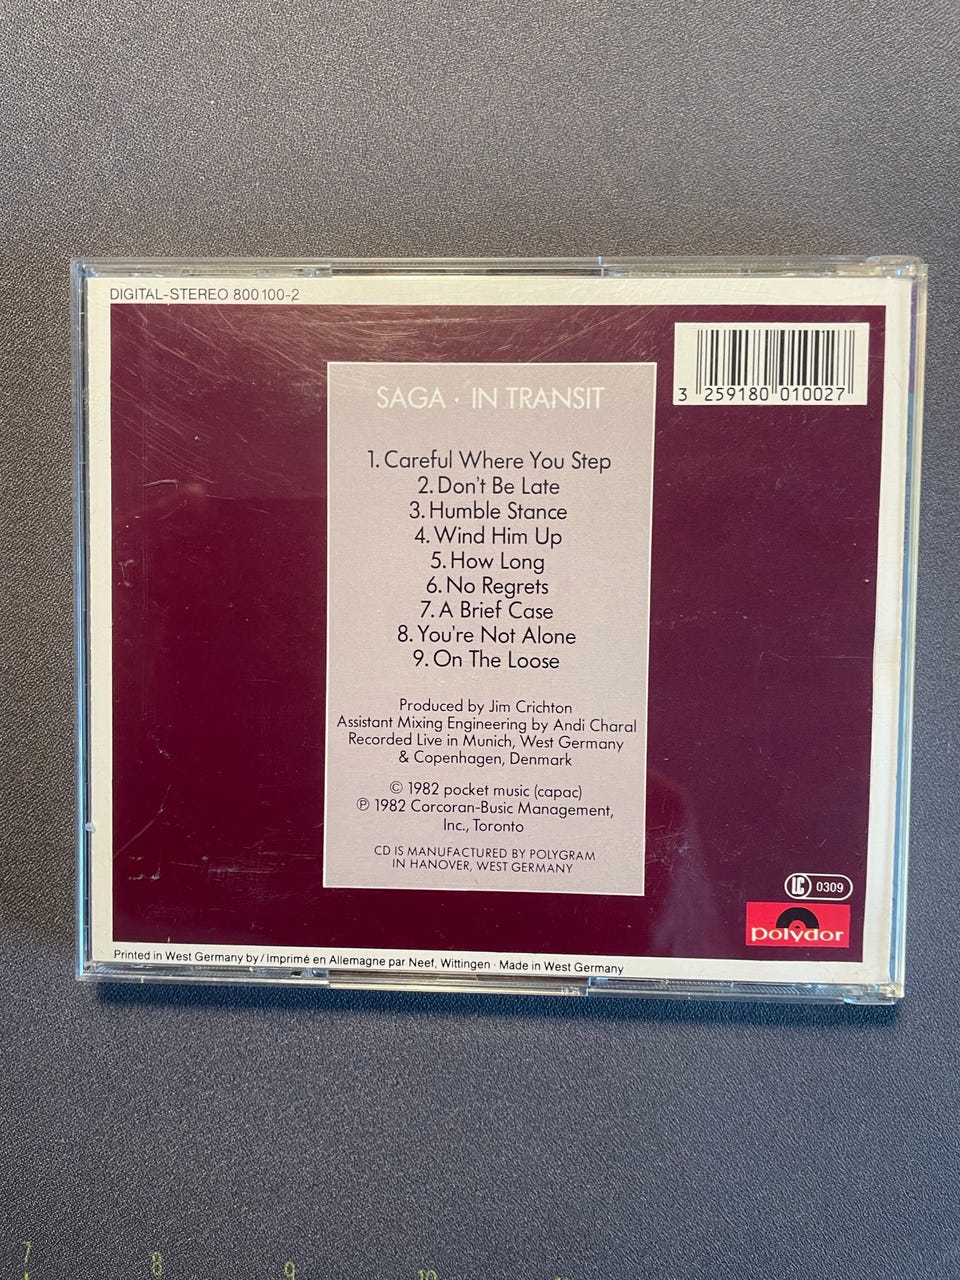 DIGITAL-STEREO 800 100-2
3 259180 010027
SAGA · IN TRANSIT
1. Careful Where You Step
2. Don't Be Late
3. Humble Stance
4. Wind Him Up
5. How Long
6. No Regrets
7. A Brief Case
8. You're Not Alone
9. On The Loose
Produced by Jim Crichton
Assistant Mixing Engineering by Andi Charal
Recorded Live in Munich, West Germany
& Copenhagen, Denmark
© 1982 pocket music (capac)
℗ 1982 Corcoran-Busic Management,
Inc., Toronto
CD IS MANUFACTURED BY POLYGRAM
IN HANOVER, WEST GERMANY
LC 0309
polydor
Printed in West Germany by / Imprimé en Allemagne par Neef, Wittingen · Made in West Germany
7 8 9 10